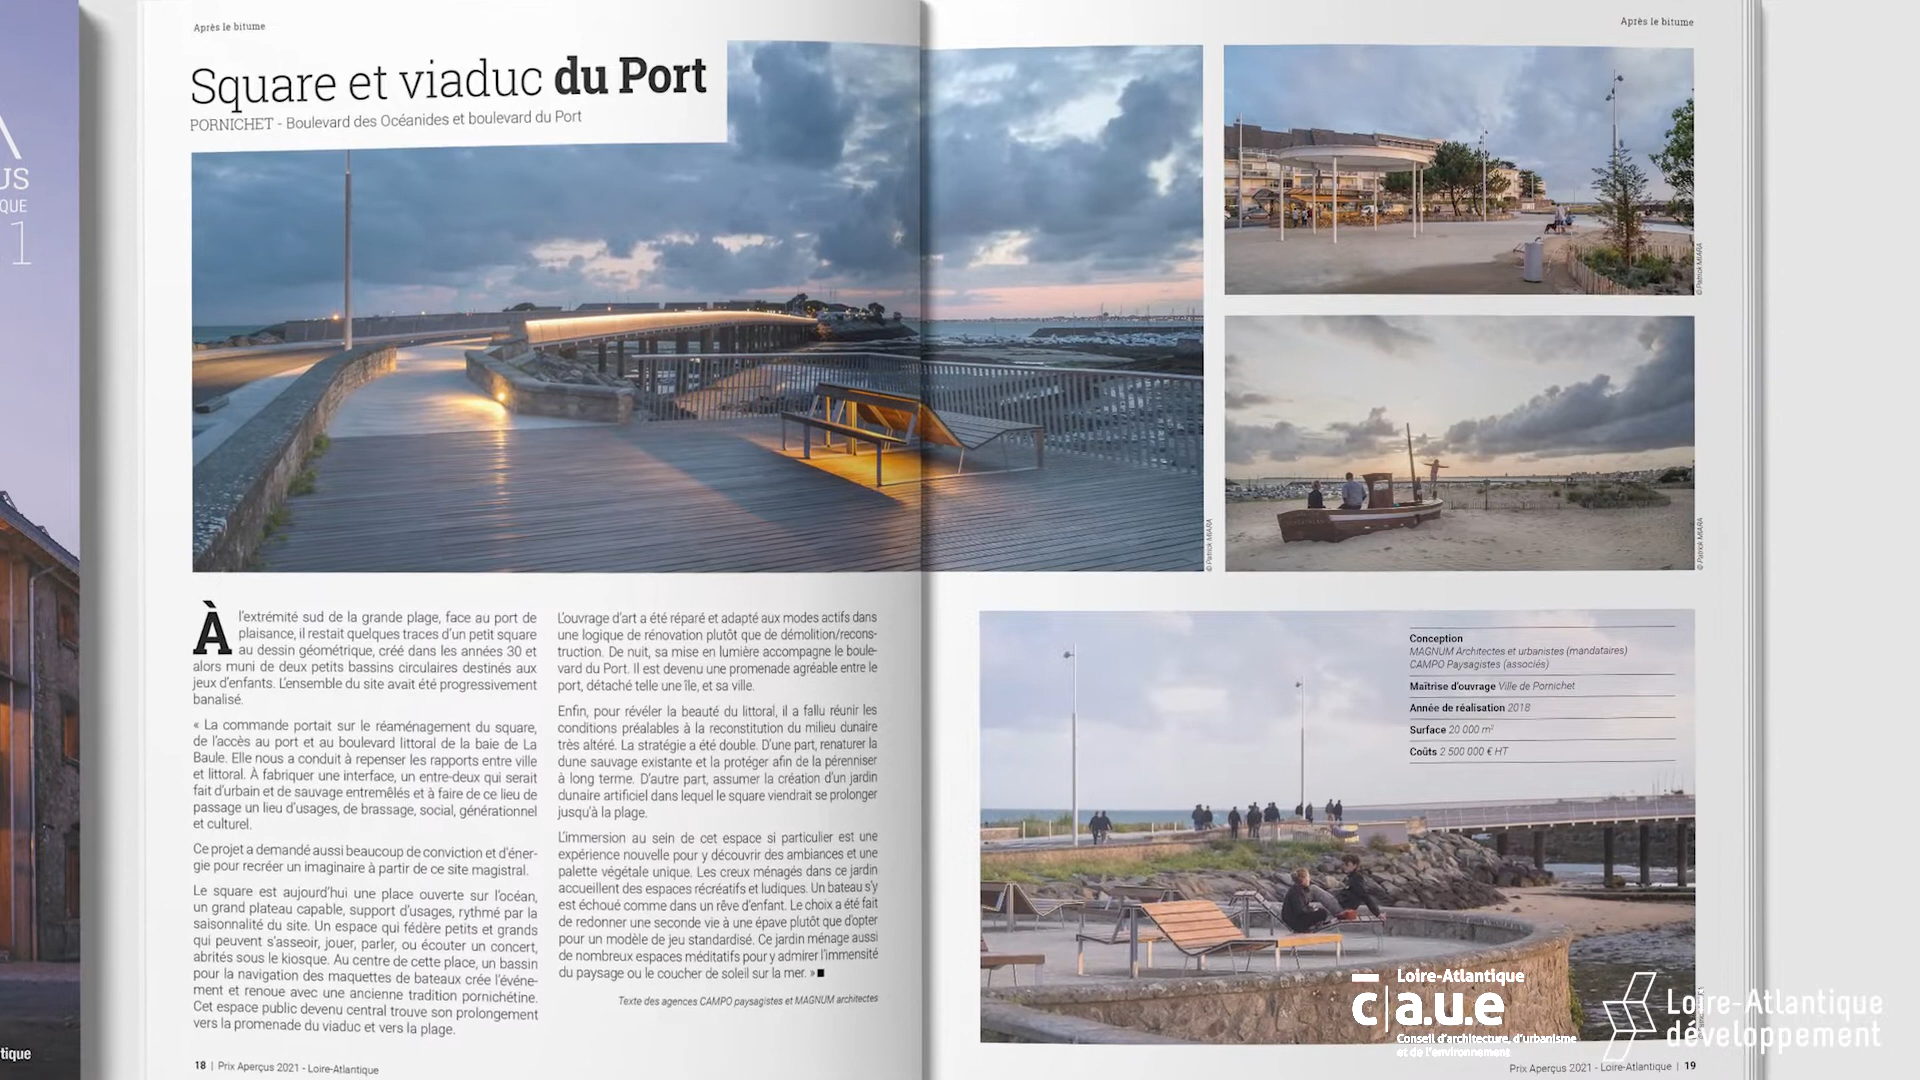 US
QUE
1
tique
Après le bitume
Square et viaduc du Port
PORNICHET - Boulevard des Océanides et boulevard du Port
© Patrick MIARA
À l'extrémité sud de la grande plage, face au port de
plaisance, il restait quelques traces d'un petit square
au dessin géométrique, créé dans les années 30 et
alors muni de deux petits bassins circulaires destinés aux
jeux d'enfants. L'ensemble du site avait été progressivement
banalisé.
« La commande portait sur le réaménagement du square,
de l'accès au port et au boulevard littoral de la baie de La
Baule. Elle nous a conduit à repenser les rapports entre ville
et littoral. À fabriquer une interface, un entre-deux qui serait
fait d'urbain et de sauvage entremêlés et à faire de ce lieu de
passage un lieu d'usages, de brassage, social, générationnel
et culturel.
Ce projet a demandé aussi beaucoup de conviction et d'éner-
gie pour recréer un imaginaire à partir de ce site magistral.
Le square est aujourd'hui une place ouverte sur l'océan,
un grand plateau capable, support d'usages, rythmé par la
saisonnalité du site. Un espace qui fédère petits et grands
qui peuvent s'asseoir, jouer, parler, ou écouter un concert,
abrités sous le kiosque. Au centre de cette place, un bassin
pour la navigation des maquettes de bateaux crée l'événe-
ment et renoue avec une ancienne tradition pornichétine.
Cet espace public devenu central trouve son prolongement
vers la promenade du viaduc et vers la plage.
L'ouvrage d'art a été réparé et adapté aux modes actifs dans
une logique de rénovation plutôt que de démolition/recons-
truction. De nuit, sa mise en lumière accompagne le boule-
vard du Port. Il est devenu une promenade agréable entre le
port, détaché telle une île, et sa ville.
Enfin, pour révéler la beauté du littoral, il a fallu réunir les
conditions préalables à la reconstitution du milieu dunaire
très altéré. La stratégie a été double. D'une part, renaturer la
dune sauvage existante et la protéger afin de la pérenniser
à long terme. D'autre part, assumer la création d'un jardin
dunaire artificiel dans lequel le square viendrait se prolonger
jusqu'à la plage.
L'immersion au sein de cet espace si particulier est une
expérience nouvelle pour y découvrir des ambiances et une
palette végétale unique. Les creux ménagés dans ce jardin
accueillent des espaces récréatifs et ludiques. Un bateau s'y
est échoué comme dans un rêve d'enfant. Le choix a été fait
de redonner une seconde vie à une épave plutôt que d'opter
pour un modèle de jeu standardisé. Ce jardin ménage aussi
de nombreux espaces méditatifs pour y admirer l'immensité
du paysage ou le coucher de soleil sur la mer. » ■
Texte des agences CAMPO paysagistes et MAGNUM architectes
18 | Prix Aperçus 2021 - Loire-Atlantique
Après le bitume
© Patrick MIARA
© Patrick MIARA
Conception
MAGNUM Architectes et urbanistes (mandataires)
CAMPO Paysagistes (associés)
Maîtrise d'ouvrage Ville de Pornichet
Année de réalisation 2018
Surface 20 000 m²
Coûts 2 500 000 € HT
Loire-Atlantique
c|a.u.e
Conseil d'architecture, d'urbanisme
et de l'environnement
Loire-Atlantique
développement
Prix Aperçus 2021 - Loire-Atlantique | 19